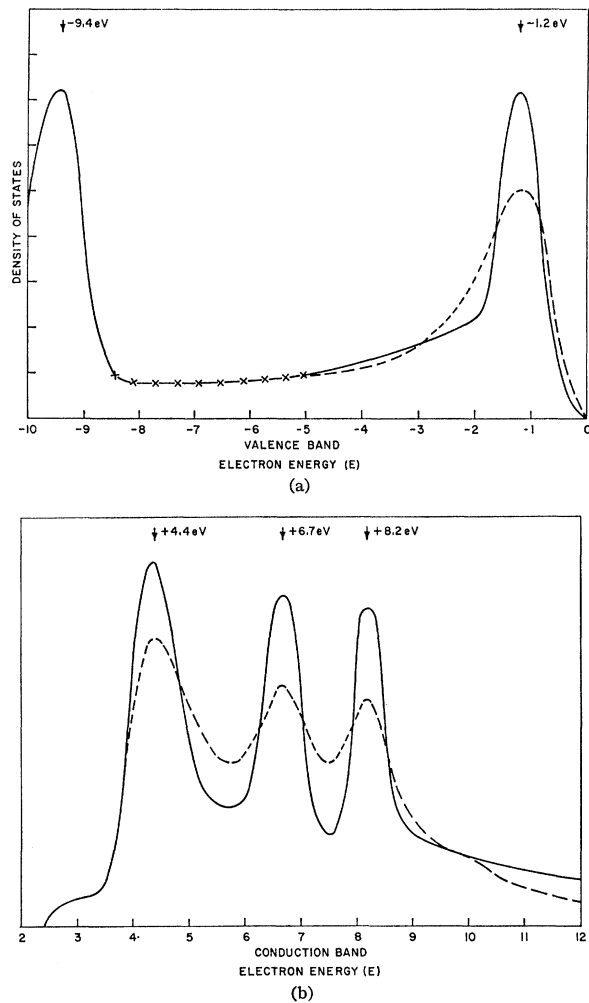 -9.4 eV
-1.2 eV
DENSITY OF STATES
-10 -9 -8 -7 -6 -5 -4 -3 -2 -1 0
VALENCE BAND
ELECTRON ENERGY (E)
(a)
+4.4 eV +6.7eV +8.2 eV
2 3 4 5 6 7 8 9 10 11 12
CONDUCTION BAND
ELECTRON ENERGY (E)
(b)